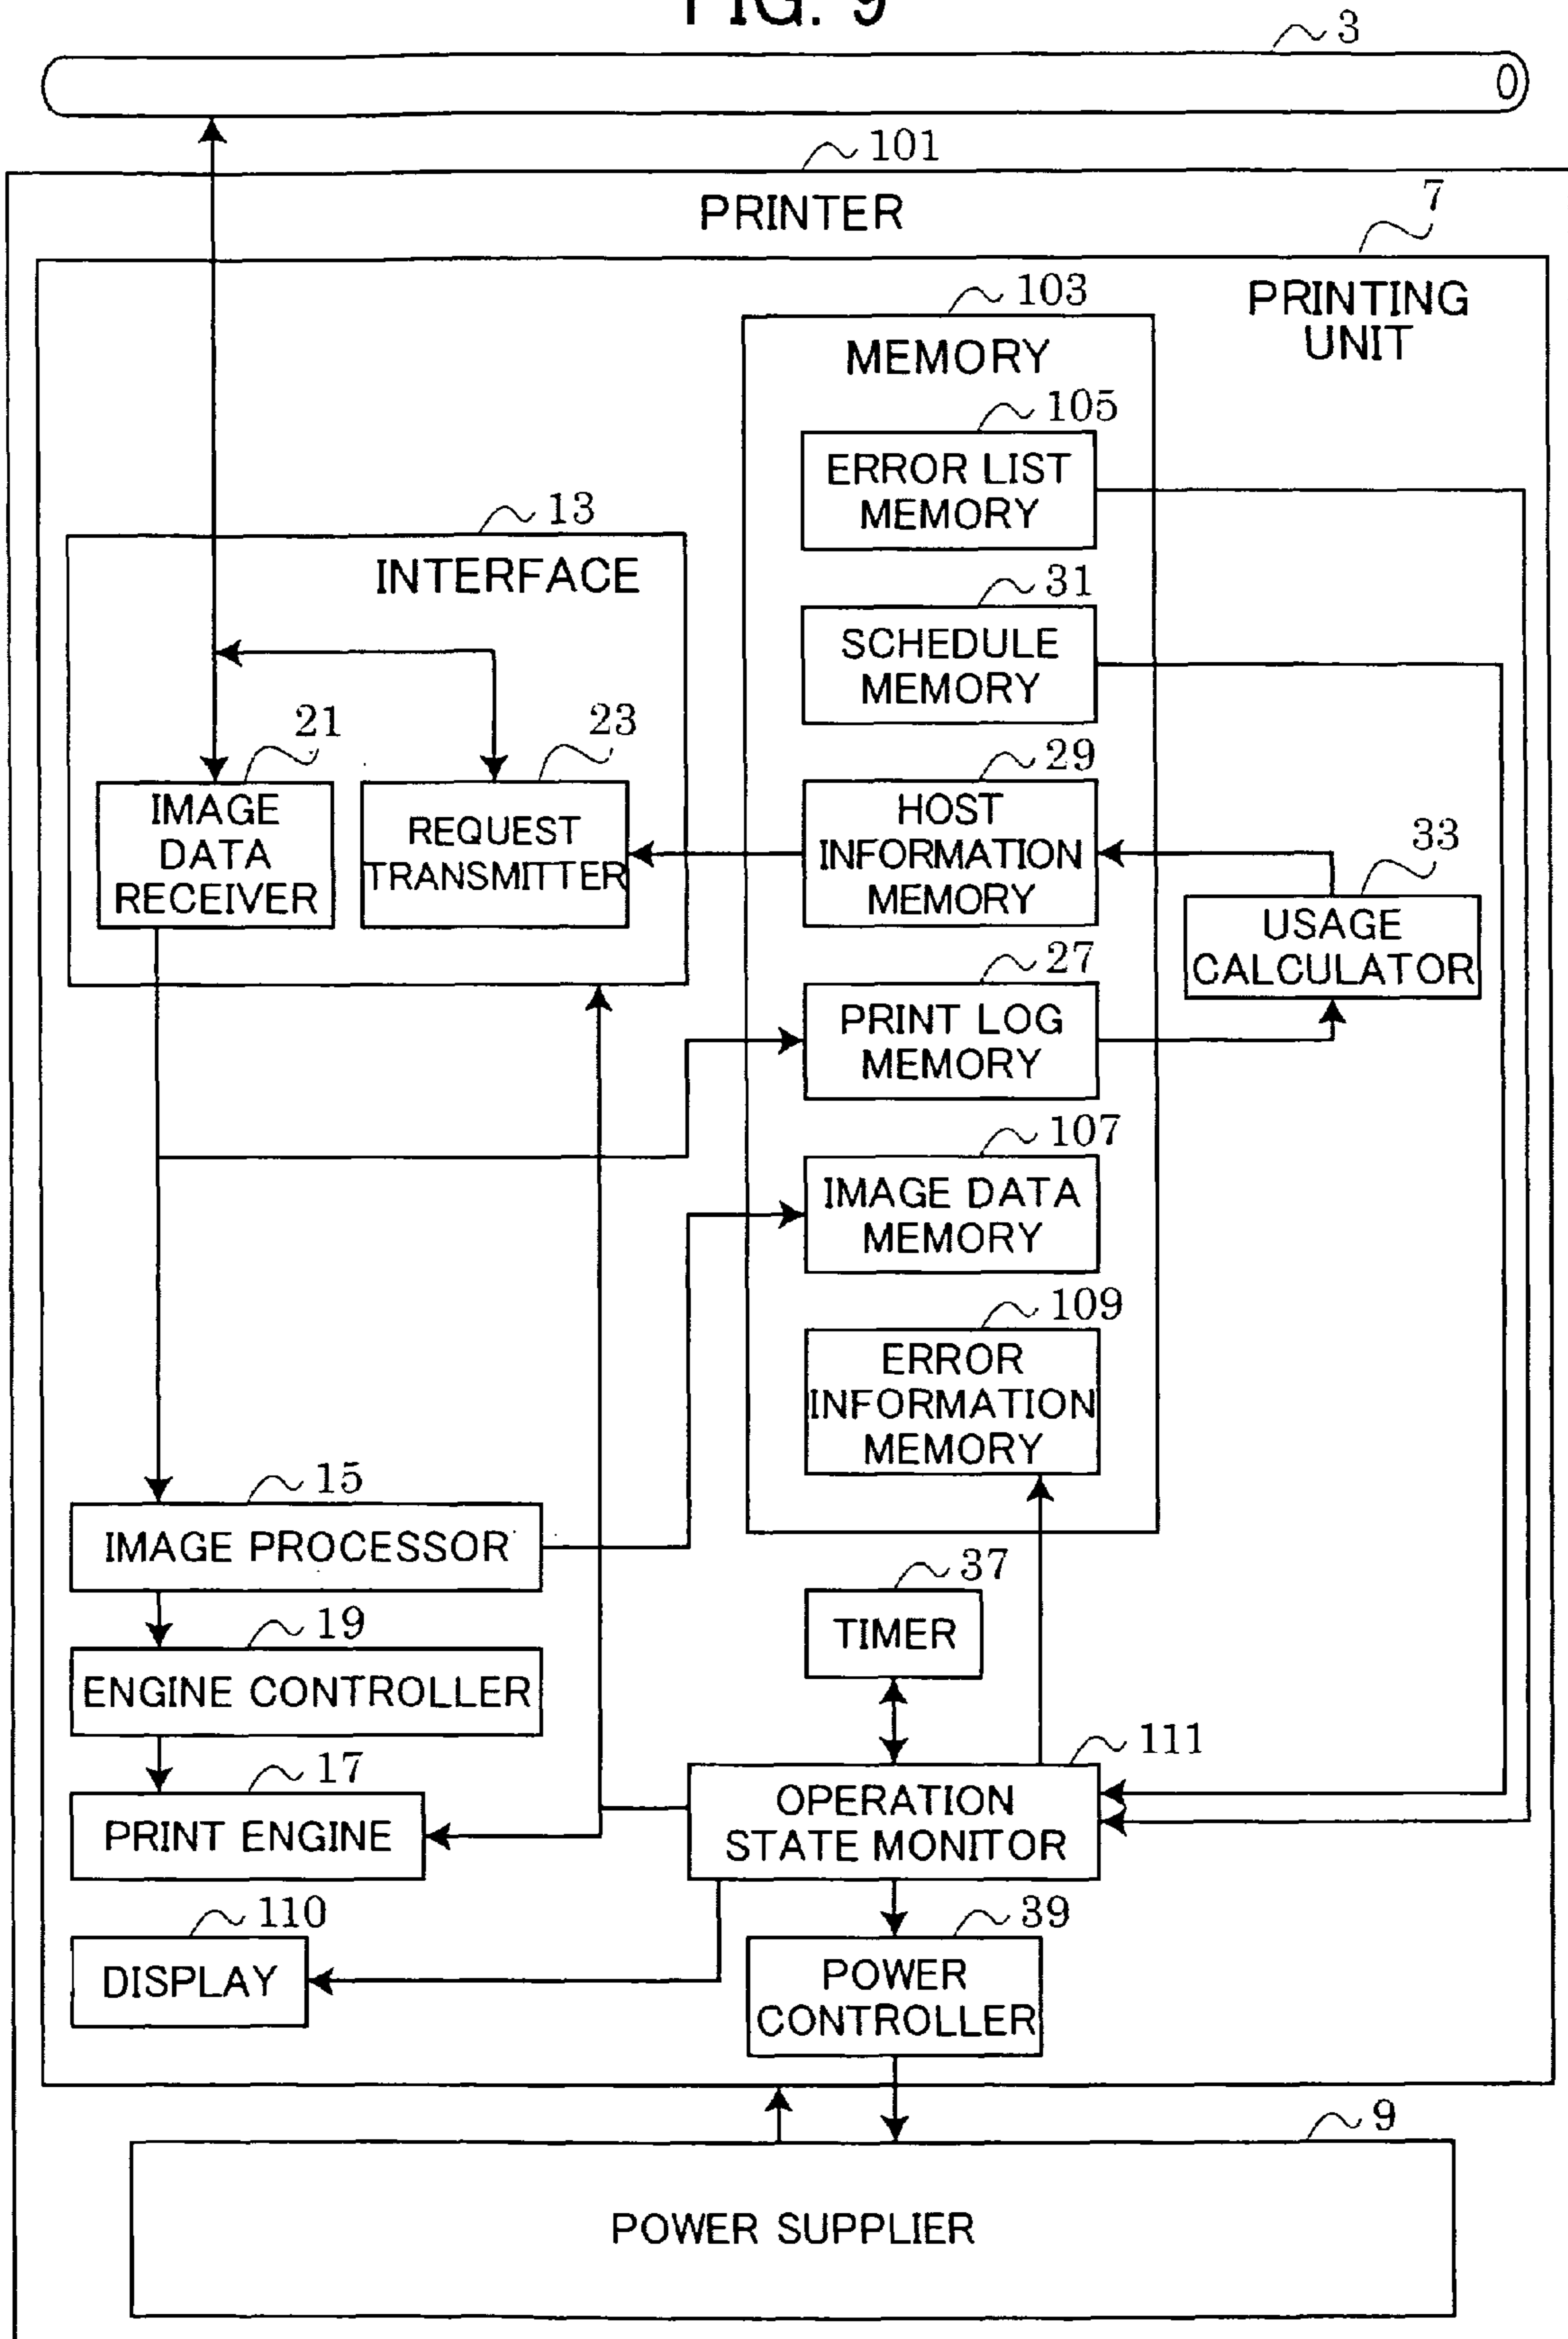 FIG. 9
3
101
PRINTER
7
PRINTING
UNIT
103
MEMORY
105
ERROR LIST
MEMORY
13
INTERFACE
31
SCHEDULE
MEMORY
21
IMAGE
DATA
RECEIVER
23
REQUEST
TRANSMITTER
29
HOST
INFORMATION
MEMORY
33
USAGE
CALCULATOR
27
PRINT LOG
MEMORY
107
IMAGE DATA
MEMORY
109
ERROR
INFORMATION
MEMORY
15
IMAGE PROCESSOR
37
TIMER
19
ENGINE CONTROLLER
111
OPERATION
STATE MONITOR
17
PRINT ENGINE
110
DISPLAY
39
POWER
CONTROLLER
9
POWER SUPPLIER